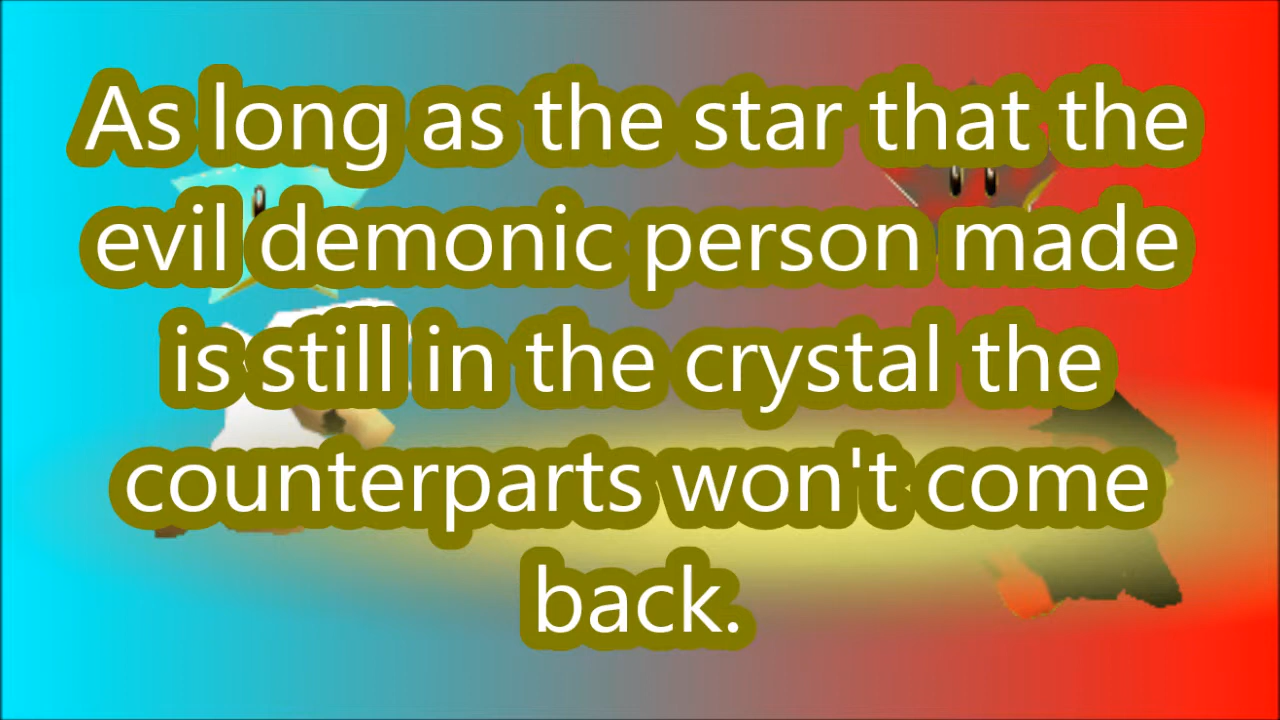 As long as the star that the
evil demonic person made
is still in the crystal the
counterparts won't come
back.